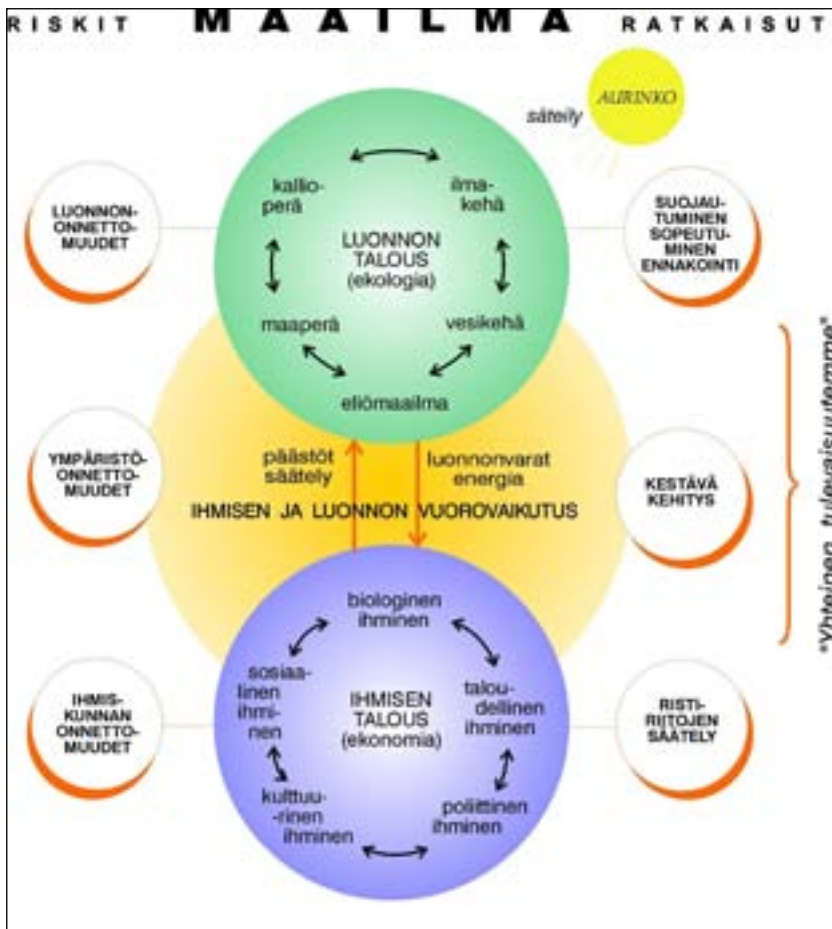 RISKIT MAAILMA RATKAISUT
AURINKO
säteily
kallio-
perä
ilma-
kehä
LUONNON-
ONNETTO-
MUUDET
SUOJAU-
TUMINEN
SOPEUTU-
MINEN
ENNAKOINTI
LUONNON
TALOUS
(ekologia)
maaperä
vesikehä
eliömaailma
YMPÄRISTÖ-
ONNETTO-
MUUDET
päästöt
säätely
luonnonvarat
energia
KESTÄVÄ
KEHITYS
IHMISEN JA LUONNON VUOROVAIKUTUS
"Yhteinen tulevaisuutemme"
biologinen
ihminen
sosiaa-
linen
ihmi-
nen
talou-
dellinen
ihminen
IHMIS-
KUNNAN
ONNETTO-
MUUDET
IHMISEN
TALOUS
(ekonomia)
RISTI-
RIITOJEN
SÄÄTELY
kulttuu-
-rinen
ihminen
poliittinen
ihminen